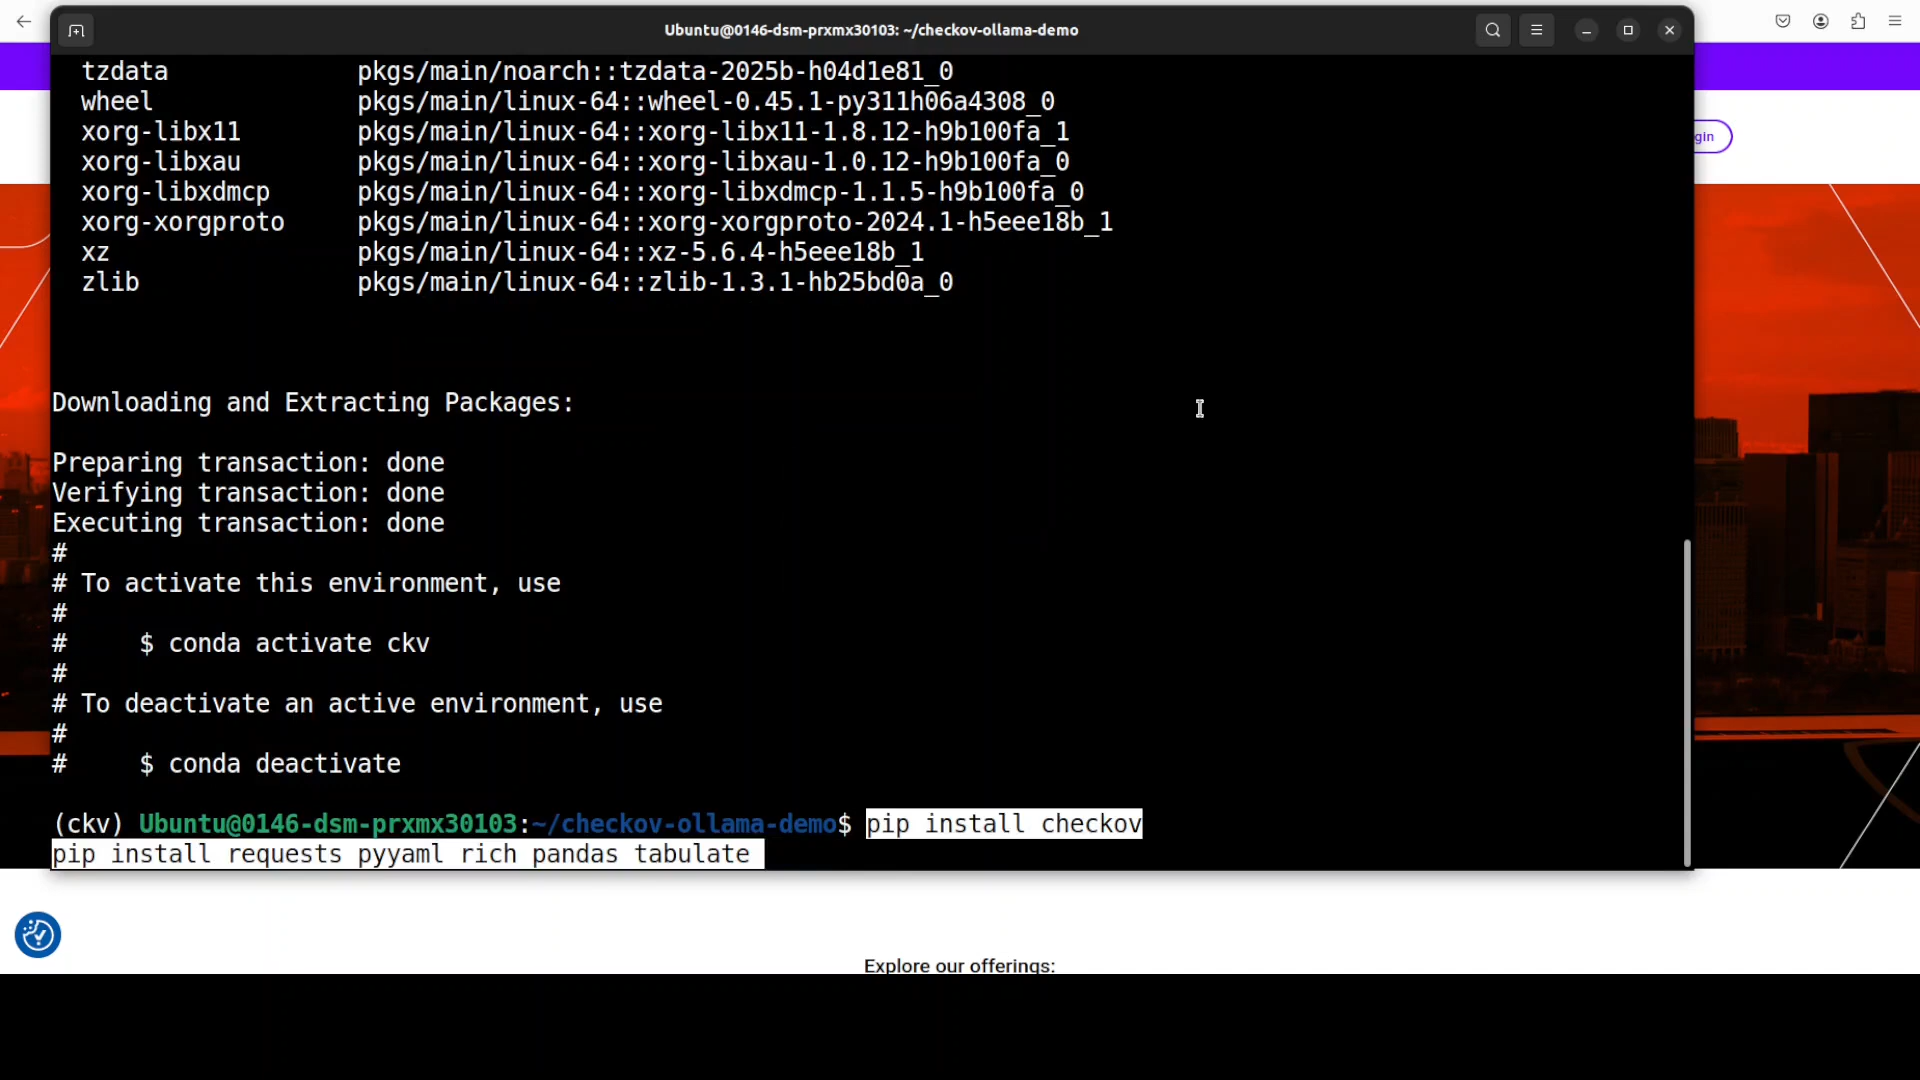 Ubuntu@0146-dsm-prxmx30103: ~/checkov-ollama-demo
tzdata pkgs/main/noarch::tzdata-2025b-h04d1e81_0
wheel pkgs/main/linux-64::wheel-0.45.1-py311h06a4308_0
xorg-libx11 pkgs/main/linux-64::xorg-libx11-1.8.12-h9b100fa_1
xorg-libxau pkgs/main/linux-64::xorg-libxau-1.0.12-h9b100fa_0
xorg-libxdmcp pkgs/main/linux-64::xorg-libxdmcp-1.1.5-h9b100fa_0
xorg-xorgproto pkgs/main/linux-64::xorg-xorgproto-2024.1-h5eee18b_1
xz pkgs/main/linux-64::xz-5.6.4-h5eee18b_1
zlib pkgs/main/linux-64::zlib-1.3.1-hb25bd0a_0
Downloading and Extracting Packages:
Preparing transaction: done
Verifying transaction: done
Executing transaction: done
#
# To activate this environment, use
#
# $ conda activate ckv
#
# To deactivate an active environment, use
#
# $ conda deactivate
(ckv) Ubuntu@0146-dsm-prxmx30103:~/checkov-ollama-demo$ pip install checkov
pip install requests pyyaml rich pandas tabulate
gin
Explore our offerings: